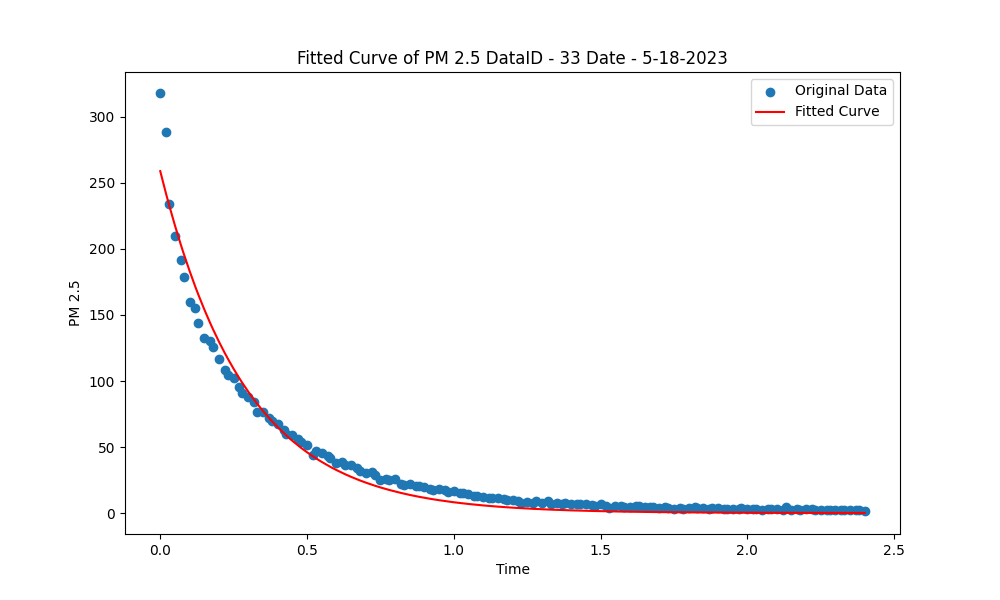 Fitted Curve of PM 2.5 DataID - 33 Date - 5-18-2023
Original Data
Fitted Curve
300
250
200
150
100
50
0
PM 2.5
0.0 0.5 1.0 1.5 2.0 2.5
Time